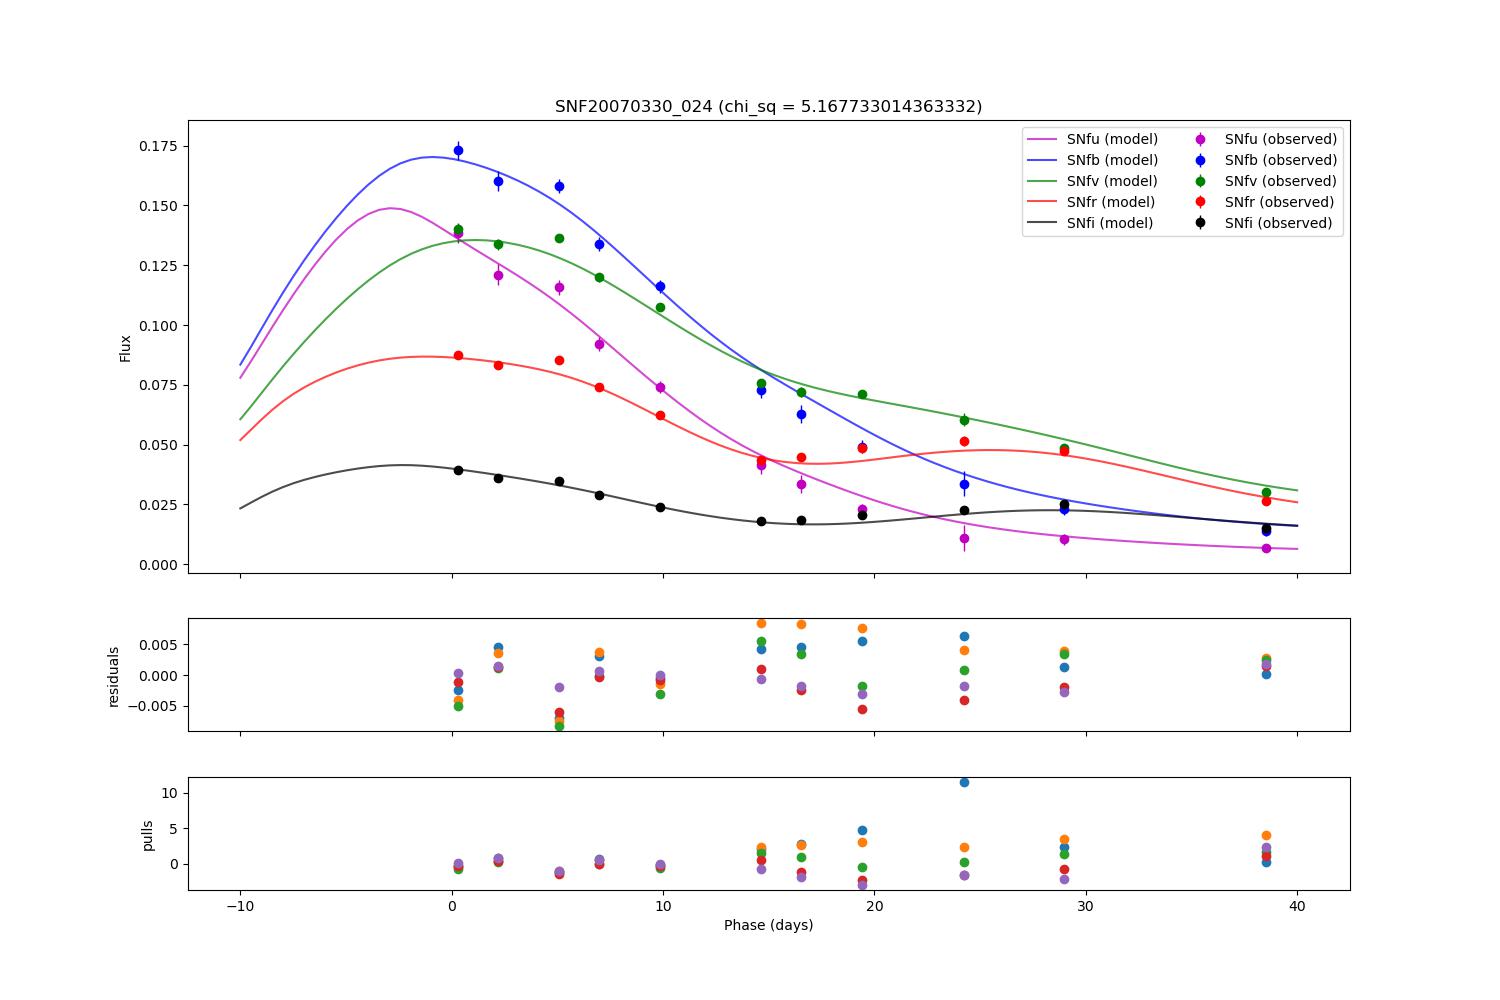 SNF20070330_024 (chi_sq = 5.167733014363332)
0.175
0.150
0.125
0.100
0.075
0.050
0.025
0.000
Flux
SNfu (model) SNfu (observed)
SNfb (model) SNfb (observed)
SNfv (model) SNfv (observed)
SNfr (model) SNfr (observed)
SNfi (model) SNfi (observed)
0.005
0.000
−0.005
residuals
10
5
0
pulls
−10 0 10 20 30 40
Phase (days)